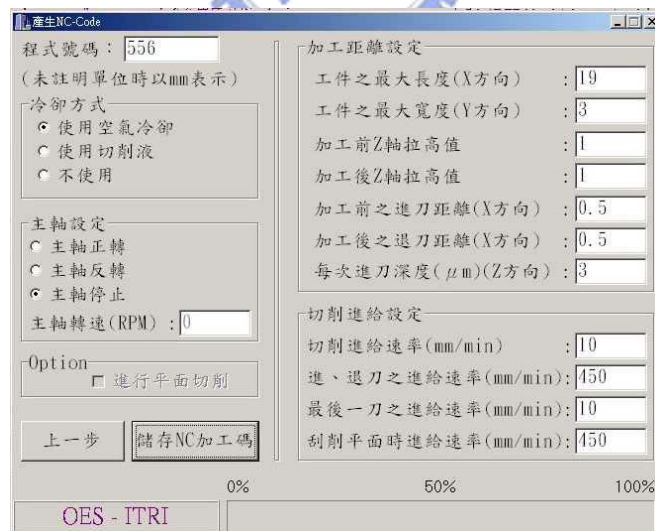 產生NC-Code
程式號碼： 556
(未註明單位時以mm表示)
冷卻方式
使用空氣冷卻
使用切削液
不使用
主軸設定
主軸正轉
主軸反轉
主軸停止
主軸轉速(RPM) : 0
Option
進行平面切削
上一步
儲存NC加工碼
加工距離設定
工件之最大長度(X方向) : 19
工件之最大寬度(Y方向) : 3
加工前Z軸拉高值 : 1
加工後Z軸拉高值 : 1
加工前之進刀距離(X方向) : 0.5
加工後之退刀距離(X方向) : 0.5
每次進刀深度(μm)(Z方向) : 3
切削進給設定
切削進給速率(mm/min) : 10
進、退刀之進給速率(mm/min): 450
最後一刀之進給速率(mm/min): 10
刮削平面時進給速率(mm/min): 450
0% 50% 100%
OES - ITRI